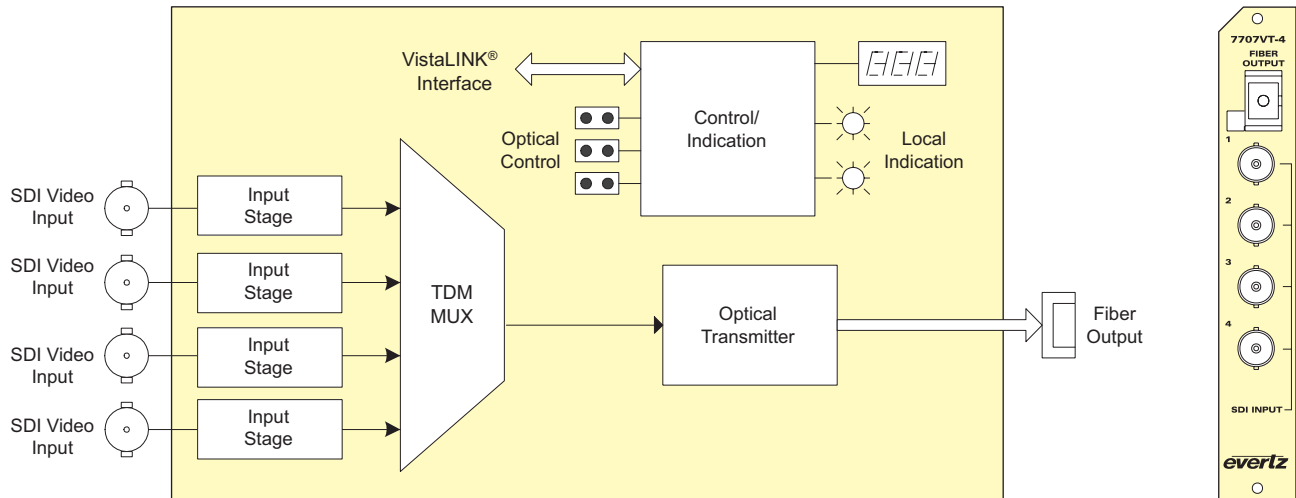 VistaLINK®
Interface
Optical
Control
Control/
Indication
Local
Indication
SDI Video
Input
Input
Stage
SDI Video
Input
Input
Stage
SDI Video
Input
Input
Stage
SDI Video
Input
Input
Stage
TDM
MUX
Optical
Transmitter
Fiber
Output
7707VT-4
FIBER
OUTPUT
1
2
3
4
SDI INPUT
evertz